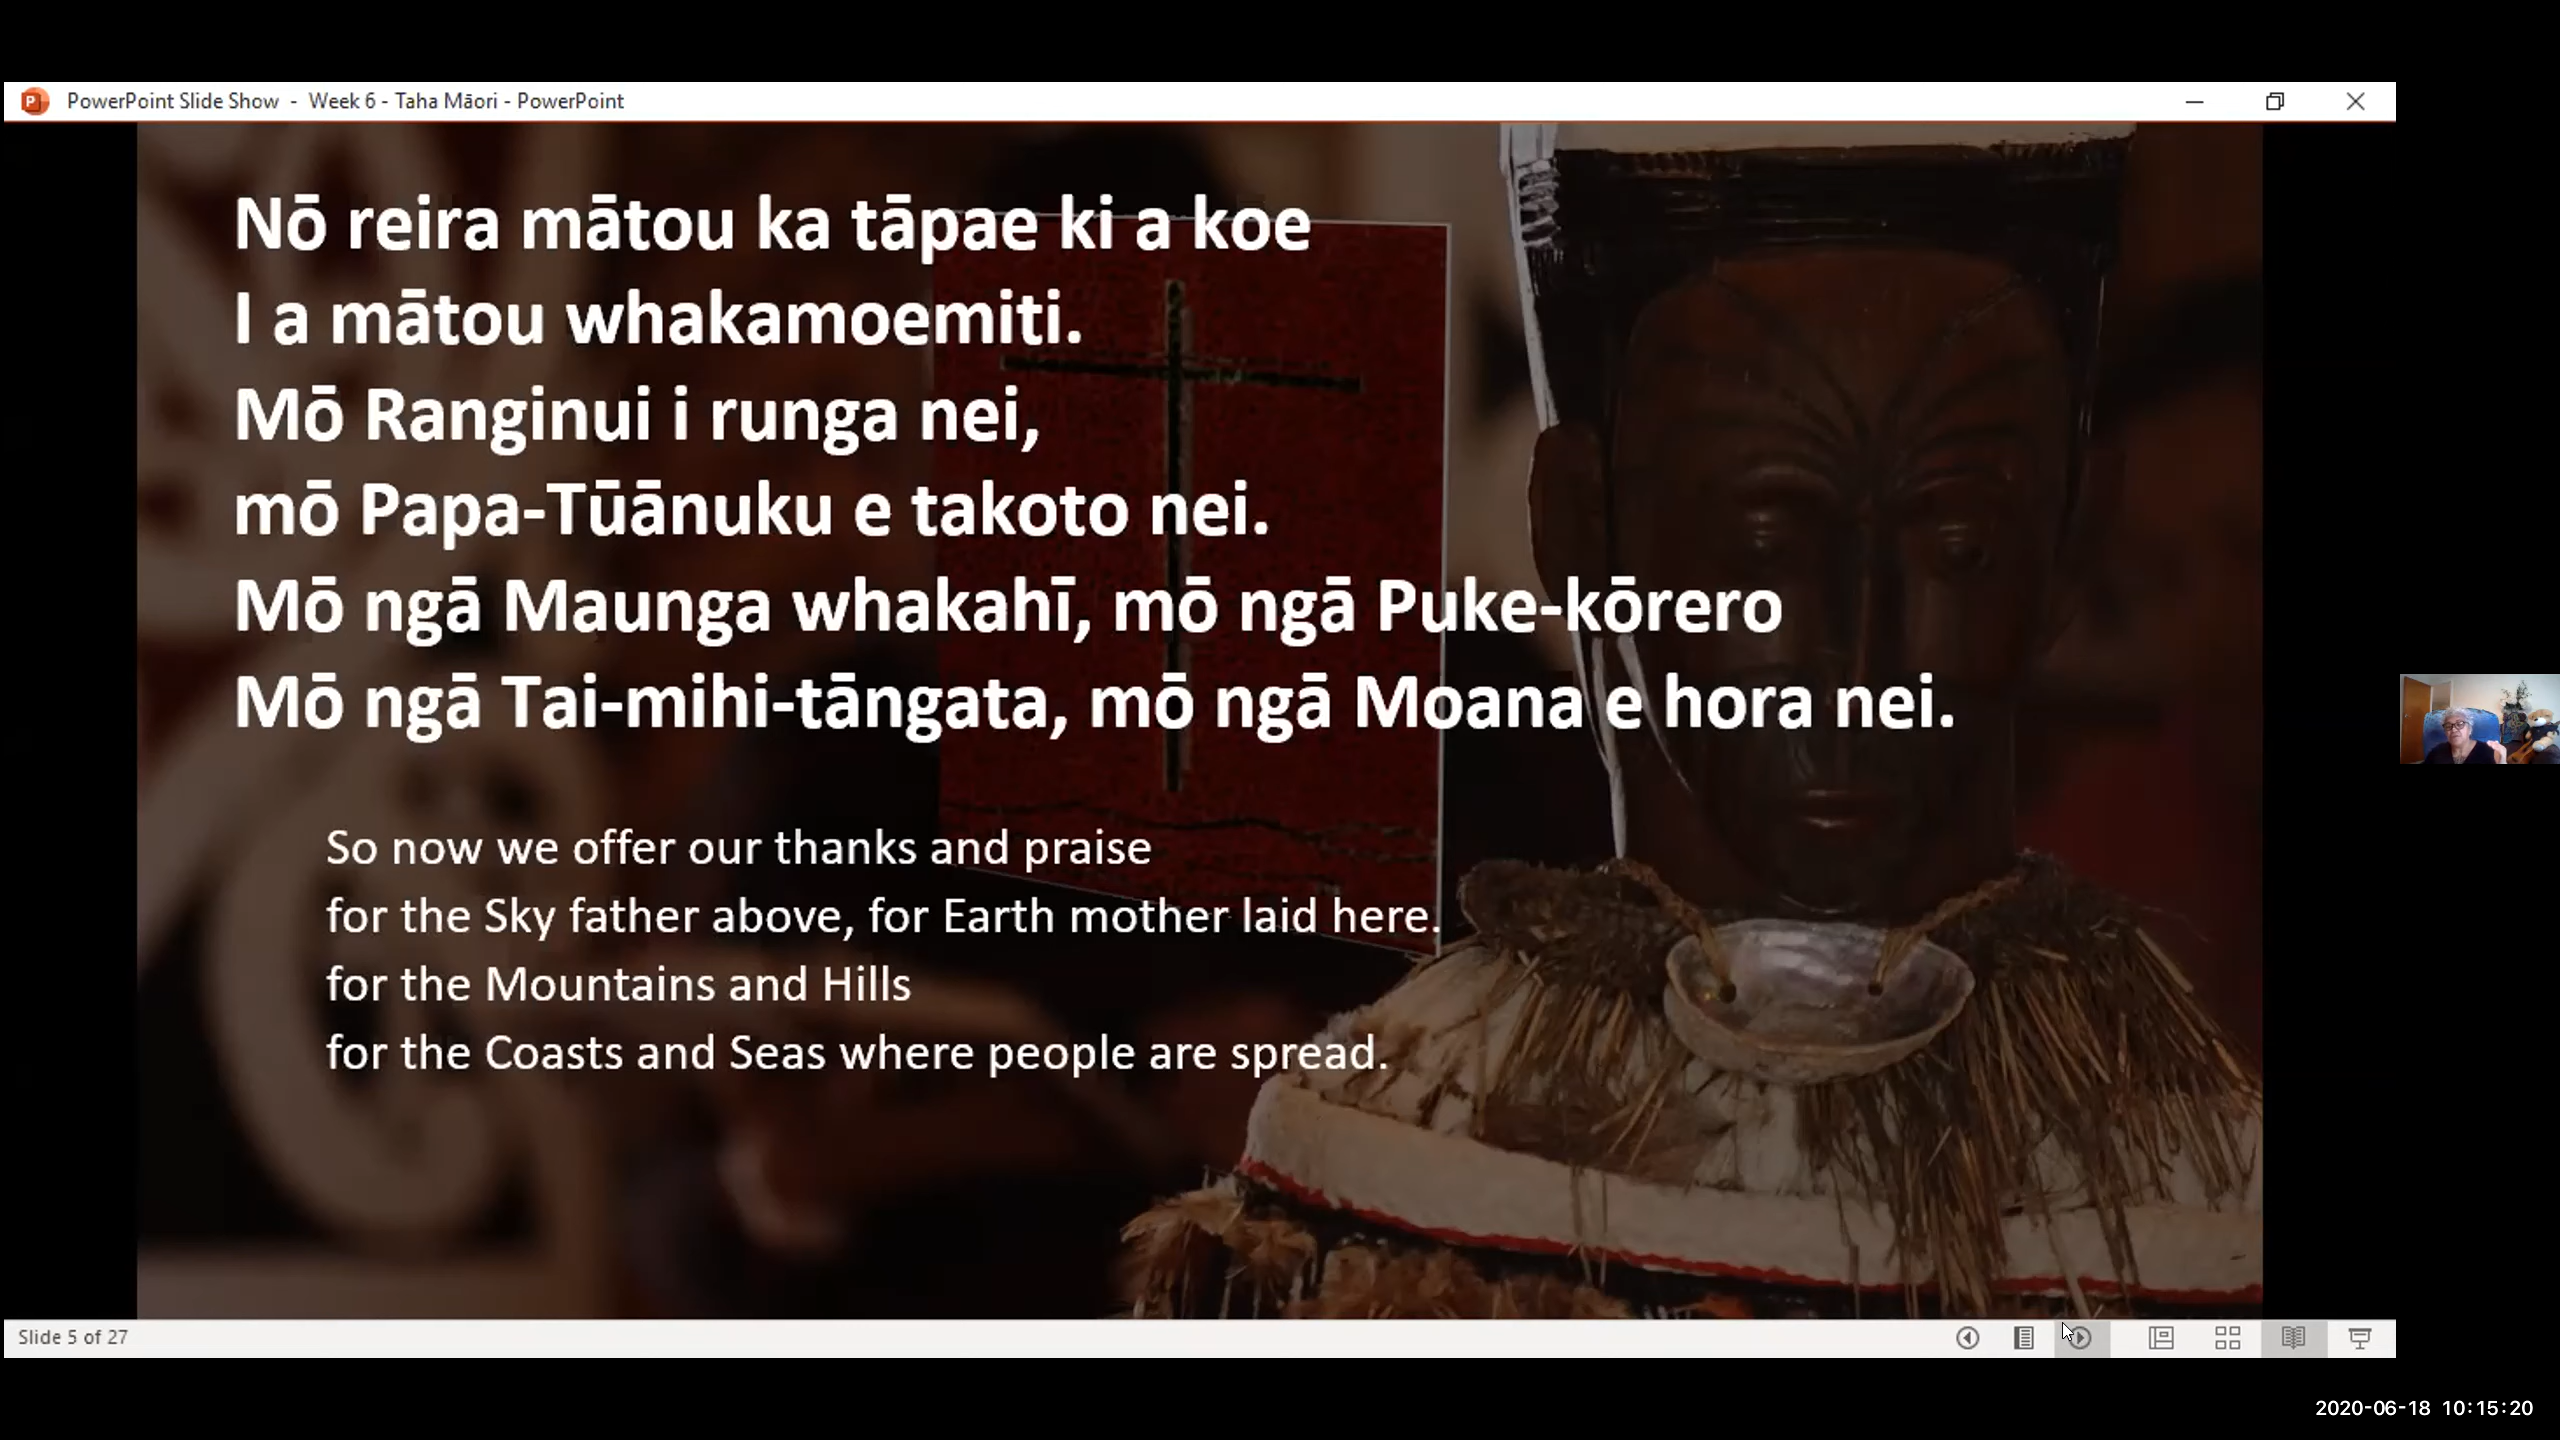 PowerPoint Slide Show - Week 6 - Taha Māori - PowerPoint
Nō reira mātou ka tāpae ki a koe
I a mātou whakamoemiti.
Mō Ranginui i runga nei,
mō Papa-Tūānuku e takoto nei.
Mō ngā Maunga whakahī, mō ngā Puke-kōrero
Mō ngā Tai-mihi-tāngata, mō ngā Moana e hora nei.
So now we offer our thanks and praise
for the Sky father above, for Earth mother laid here.
for the Mountains and Hills
for the Coasts and Seas where people are spread.
Slide 5 of 27
2020-06-18 10:15:20